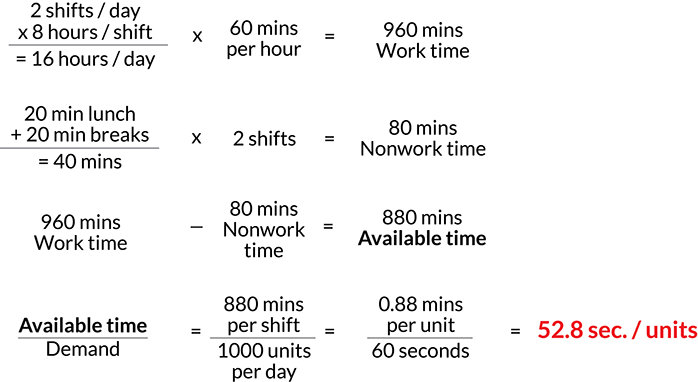 2 shifts / day
x 8 hours / shift
= 16 hours / day
x
60 mins
per hour
=
960 mins
Work time
20 min lunch
+ 20 min breaks
= 40 mins
x
2 shifts
=
80 mins
Nonwork time
960 mins
Work time
–
80 mins
Nonwork
time
=
880 mins
Available time
Available time
Demand
=
880 mins
per shift
1000 units
per day
=
0.88 mins
per unit
60 seconds
=
52.8 sec. / units